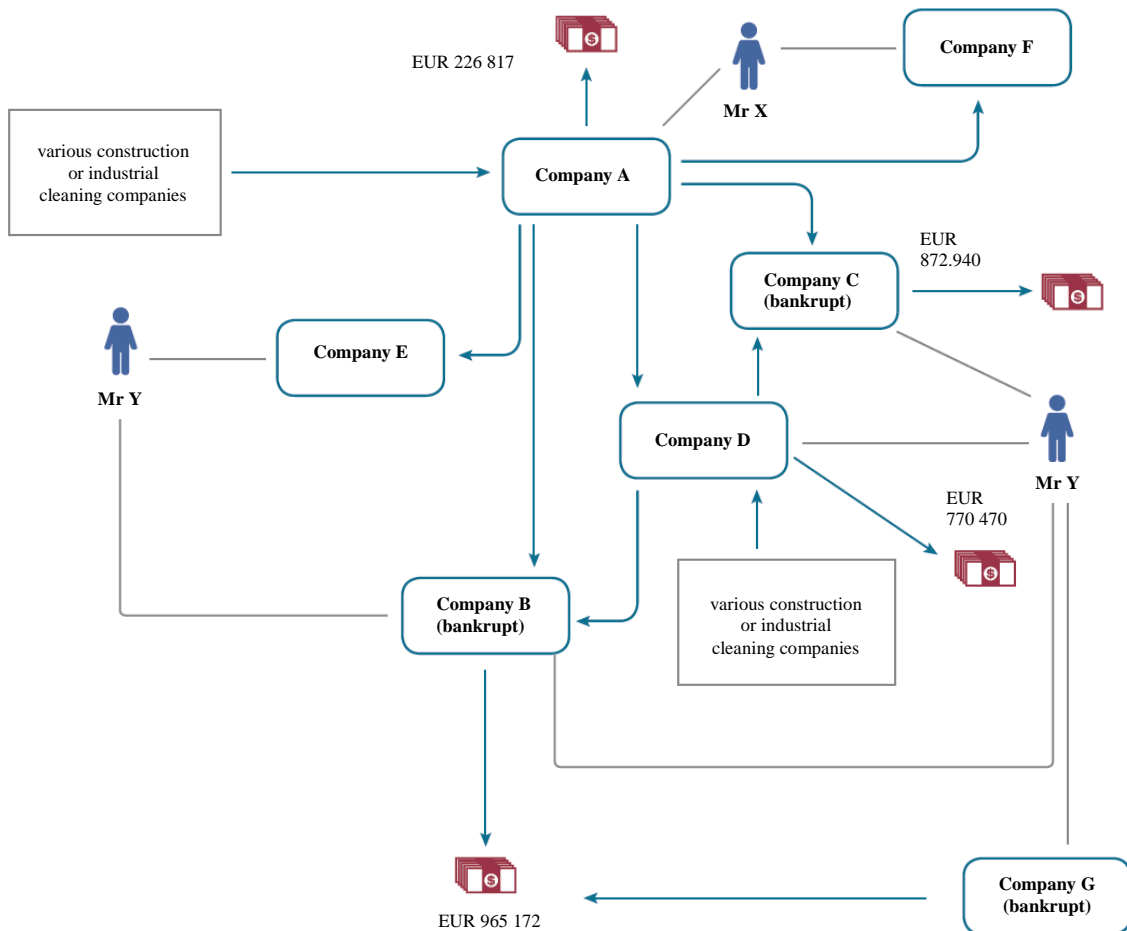 Company F
EUR 226 817
Mr X
various construction
or industrial
cleaning companies
Company A
EUR
872.940
Company C
(bankrupt)
Company E
Mr Y
Company D
Mr Y
EUR
770 470
Company B
(bankrupt)
various construction
or industrial
cleaning companies
Company G
(bankrupt)
EUR 965 172